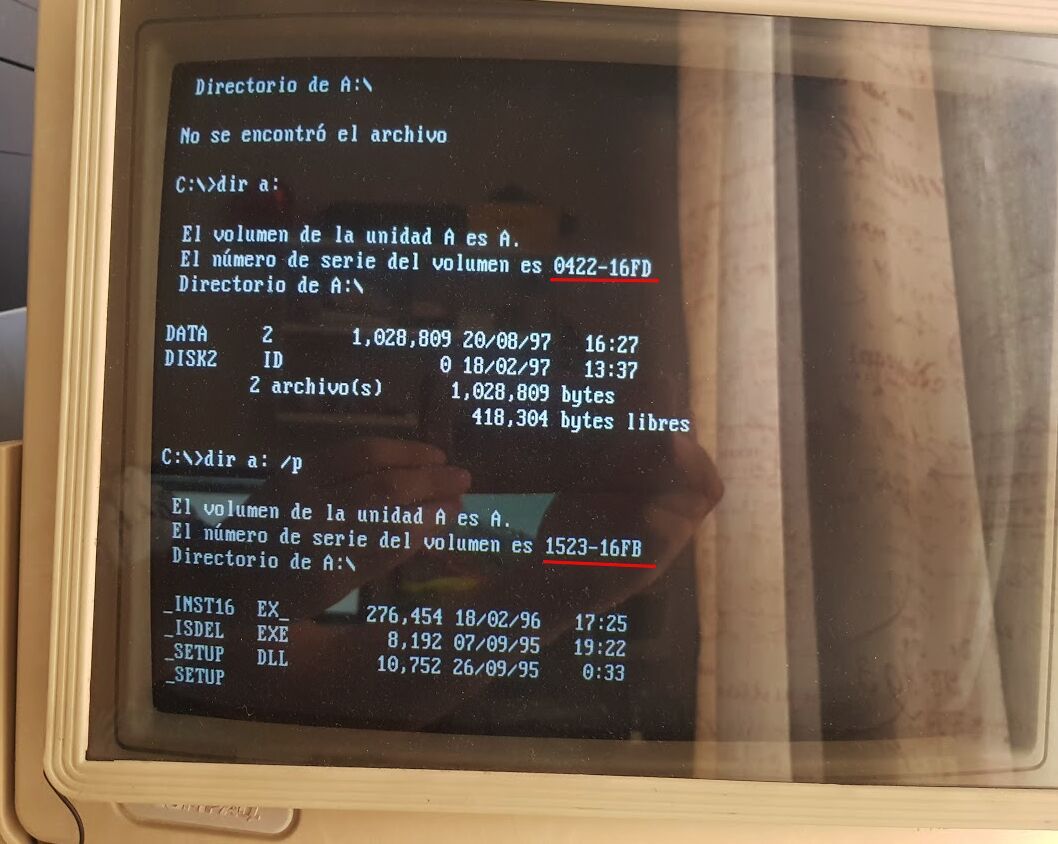 Directorio de A:\
No se encontró el archivo
C:\>dir a:
El volumen de la unidad A es A.
El número de serie del volumen es 0422-16FD
Directorio de A:\
DATA 2 1,028,809 20/08/97 16:27
DISK2 ID 0 18/02/97 13:37
2 archivo(s) 1,028,809 bytes
418,304 bytes libres
C:\>dir a: /p
El volumen de la unidad A es A.
El número de serie del volumen es 1523-16FB
Directorio de A:\
_INST16 EX_ 276,454 18/02/96 17:25
_ISDEL EXE 8,192 07/09/95 19:22
_SETUP DLL 10,752 26/09/95 0:33
_SETUP
COMPAQ